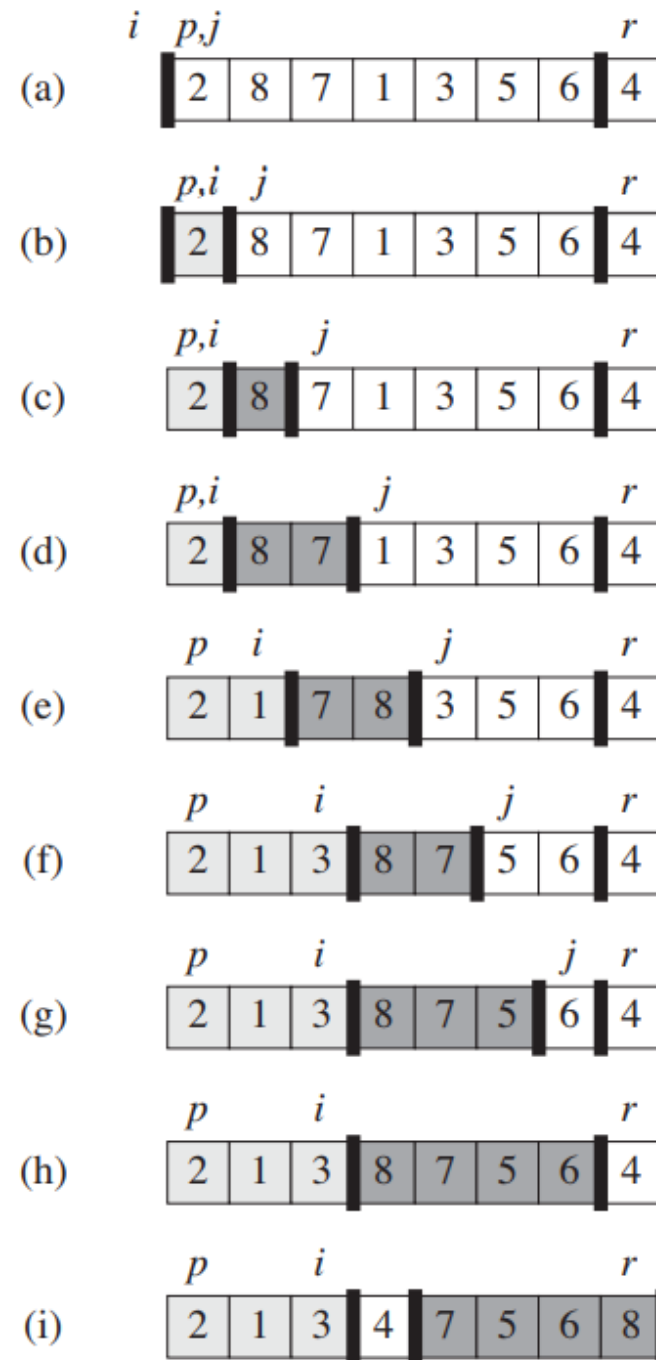 i p,j r
(a) 2 8 7 1 3 5 6 4
p,i j r
(b) 2 8 7 1 3 5 6 4
p,i j r
(c) 2 8 7 1 3 5 6 4
p,i j r
(d) 2 8 7 1 3 5 6 4
p i j r
(e) 2 1 7 8 3 5 6 4
p i j r
(f) 2 1 3 8 7 5 6 4
p i j r
(g) 2 1 3 8 7 5 6 4
p i r
(h) 2 1 3 8 7 5 6 4
p i r
(i) 2 1 3 4 7 5 6 8